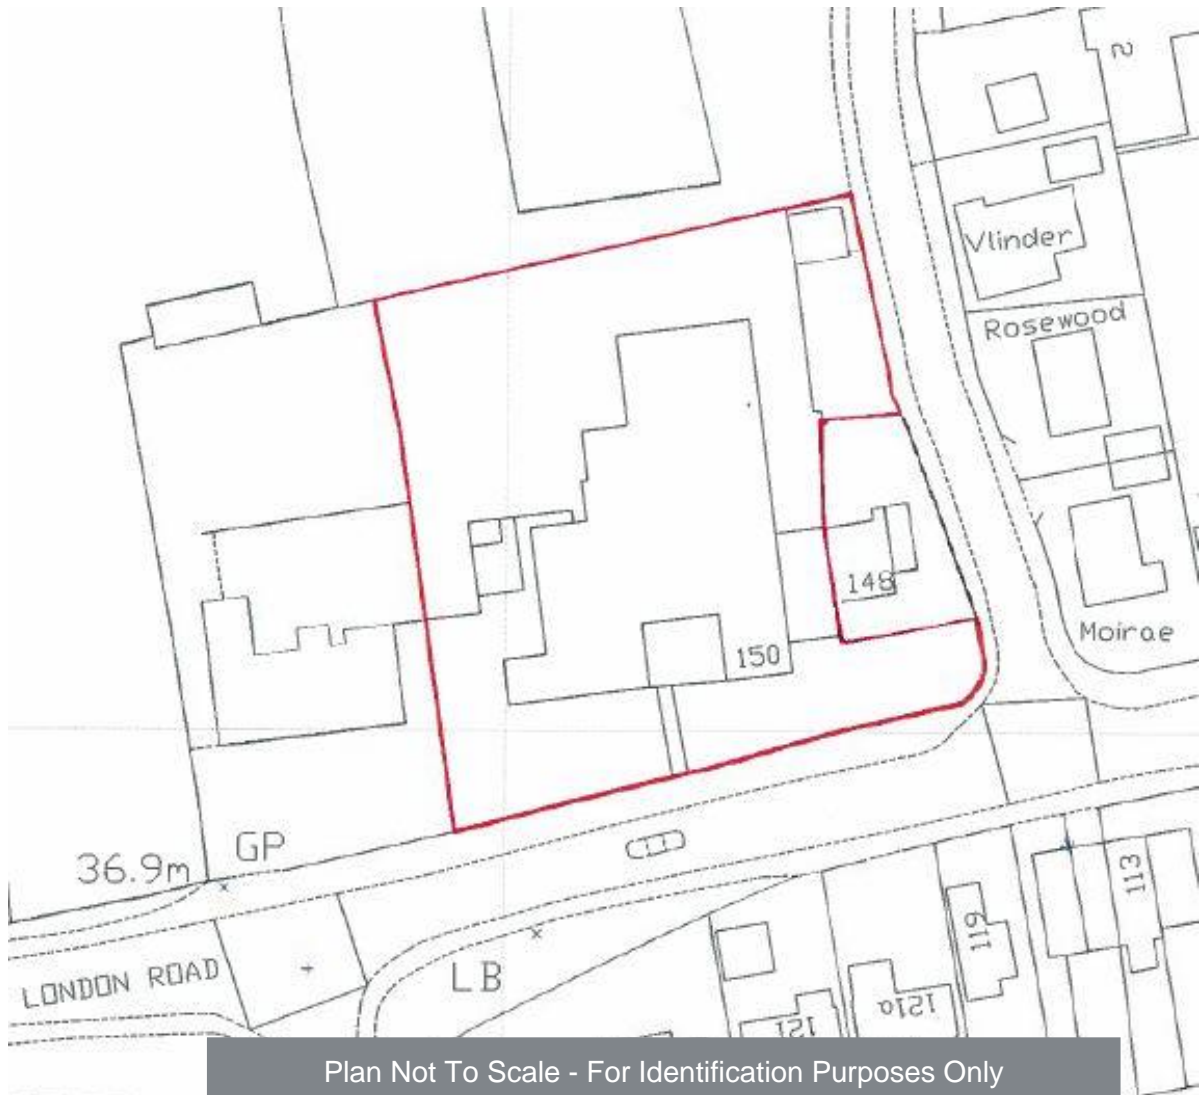 2
Vlinder
Rosewood
148
150
Moirae
GP
36.9m
LONDON ROAD
LB
119
113
121a
121
Plan Not To Scale - For Identification Purposes Only